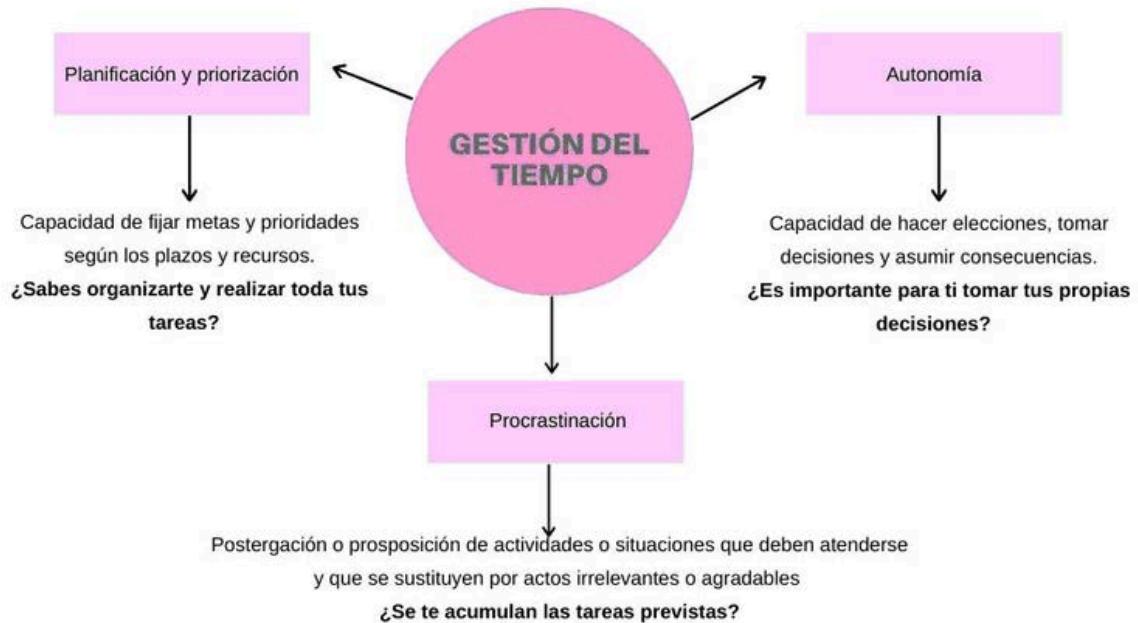 GESTIÓN DEL
TIEMPO
Planificación y priorización
Capacidad de fijar metas y prioridades
según los plazos y recursos.
¿Sabes organizarte y realizar toda tus
tareas?
Autonomía
Capacidad de hacer elecciones, tomar
decisiones y asumir consecuencias.
¿Es importante para ti tomar tus propias
decisiones?
Procrastinación
Postergación o prosposición de actividades o situaciones que deben atenderse
y que se sustituyen por actos irrelevantes o agradables
¿Se te acumulan las tareas previstas?